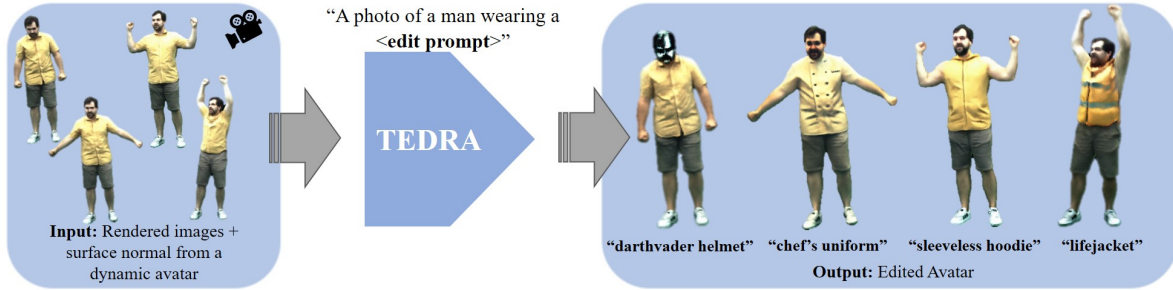 “A photo of a man wearing a
<edit prompt>”
TEDRA
Input: Rendered images +
surface normal from a
dynamic avatar
“darthvader helmet” “chef’s uniform” “sleeveless hoodie” “lifejacket”
Output: Edited Avatar